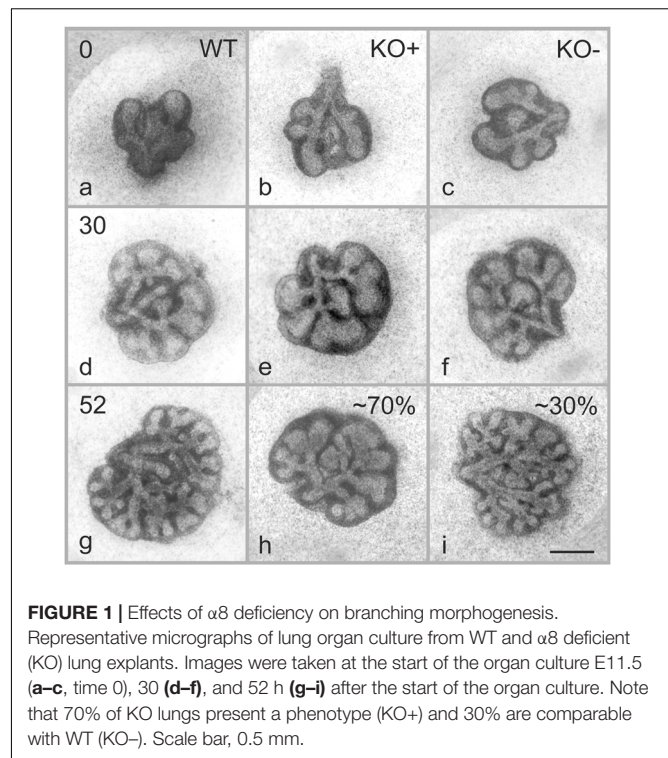 0 WT KO+ KO-
a b c
30
d e f
52 ~70% ~30%
g h i
FIGURE 1 | Effects of α8 deficiency on branching morphogenesis.
Representative micrographs of lung organ culture from WT and α8 deficient
(KO) lung explants. Images were taken at the start of the organ culture E11.5
(a–c, time 0), 30 (d–f), and 52 h (g–i) after the start of the organ culture. Note
that 70% of KO lungs present a phenotype (KO+) and 30% are comparable
with WT (KO–). Scale bar, 0.5 mm.